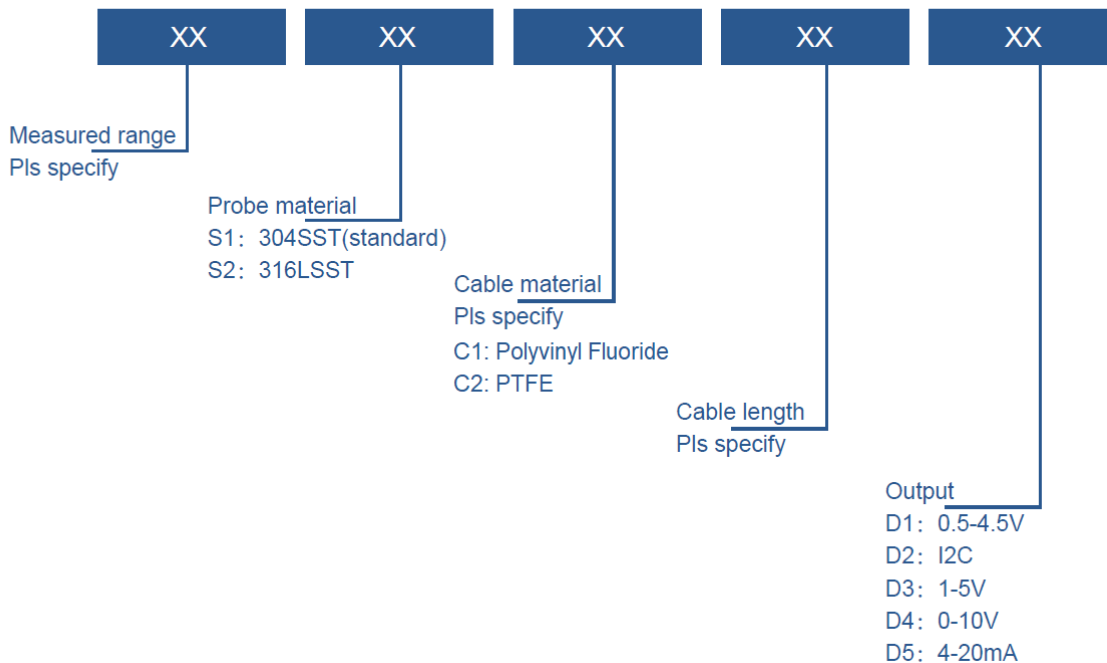 XX XX XX XX XX
Measured range
Pls specify
Probe material
S1：304SST(standard)
S2：316LSST
Cable material
Pls specify
C1: Polyvinyl Fluoride
C2: PTFE
Cable length
Pls specify
Output
D1：0.5-4.5V
D2：I2C
D3：1-5V
D4：0-10V
D5：4-20mA